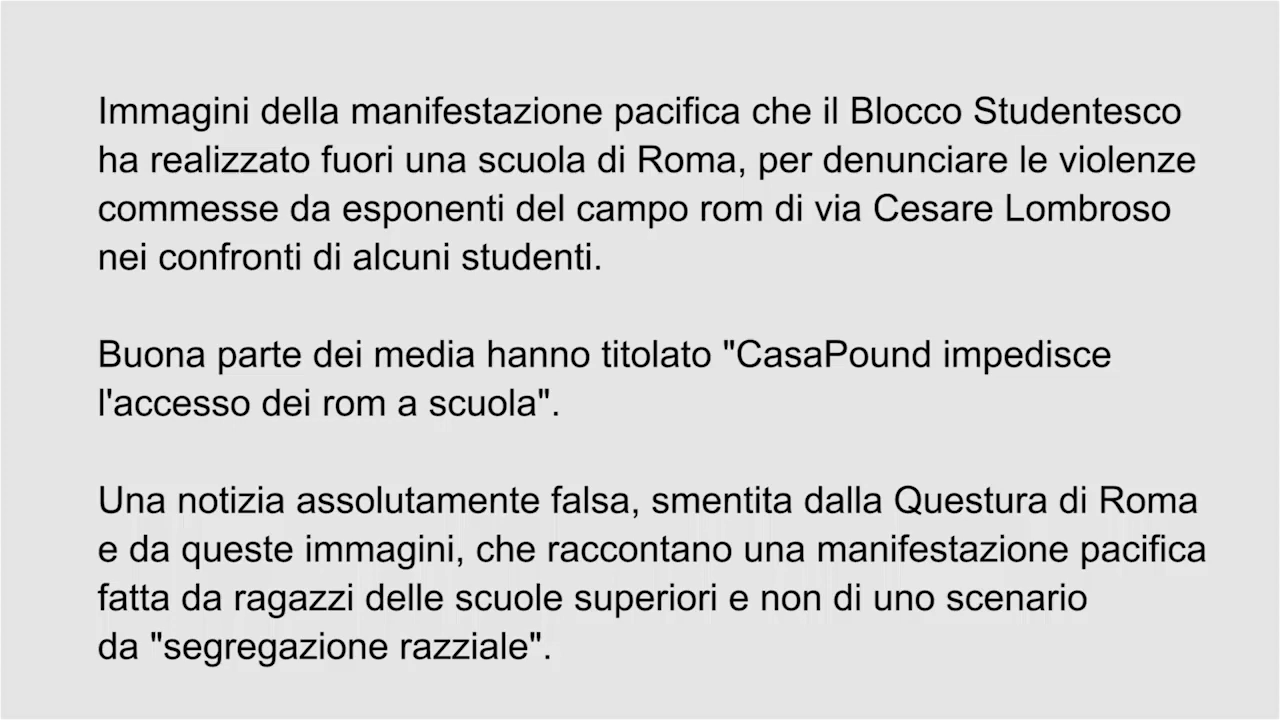 Immagini della manifestazione pacifica che il Blocco Studentesco
ha realizzato fuori una scuola di Roma, per denunciare le violenze
commesse da esponenti del campo rom di via Cesare Lombroso
nei confronti di alcuni studenti.
Buona parte dei media hanno titolato "CasaPound impedisce
l'accesso dei rom a scuola".
Una notizia assolutamente falsa, smentita dalla Questura di Roma
e da queste immagini, che raccontano una manifestazione pacifica
fatta da ragazzi delle scuole superiori e non di uno scenario
da "segregazione razziale".